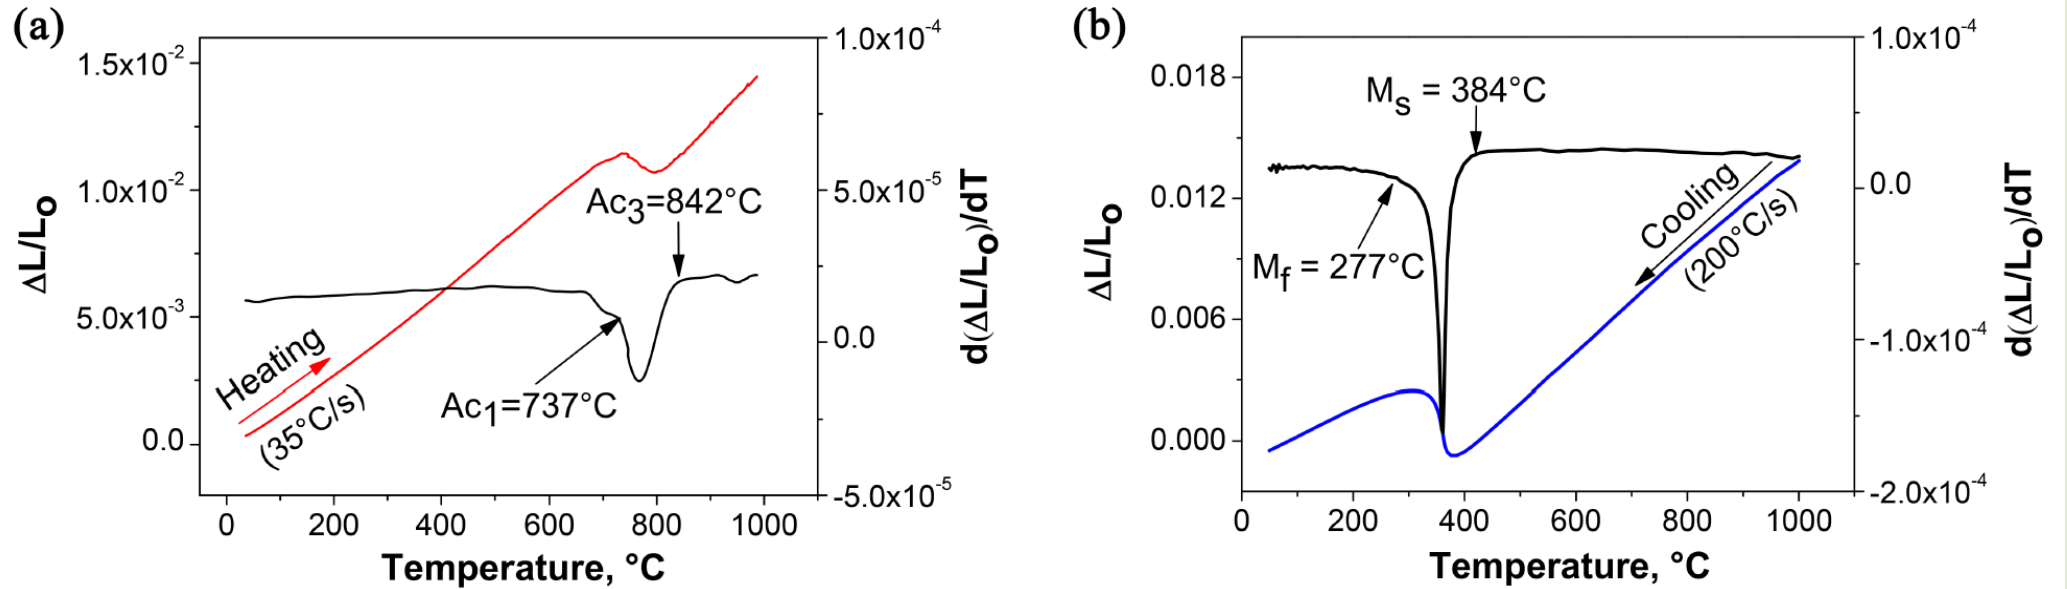 (a)
1.5x10⁻²
1.0x10⁻²
5.0x10⁻³
0.0
ΔL/Lo
1.0x10⁻⁴
5.0x10⁻⁵
0.0
-5.0x10⁻⁵
d(ΔL/Lo)/dT
Ac₃=842°C
Ac₁=737°C
Heating
(35°C/s)
0 200 400 600 800 1000
Temperature, °C
(b)
0.018
0.012
0.006
0.000
ΔL/Lo
1.0x10⁻⁴
0.0
-1.0x10⁻⁴
-2.0x10⁻⁴
d(ΔL/Lo)/dT
Mₛ = 384°C
M_f = 277°C
Cooling
(200°C/s)
0 200 400 600 800 1000
Temperature, °C